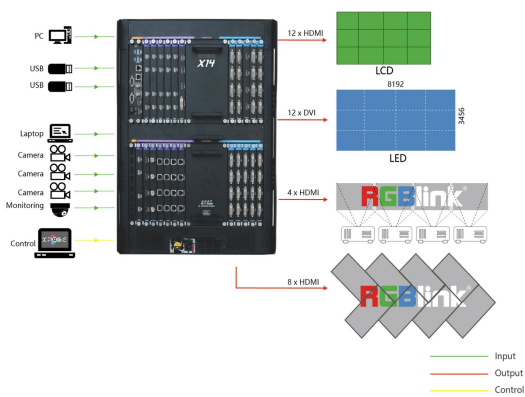 PC
USB
USB
Laptop
Camera
Camera
Camera
Monitoring
Control
XPOSE
X14
12 x HDMI
LCD
8192
12 x DVI
3456
LED
4 x HDMI
RGBlink
8 x HDMI
RGBlink
Input
Output
Control